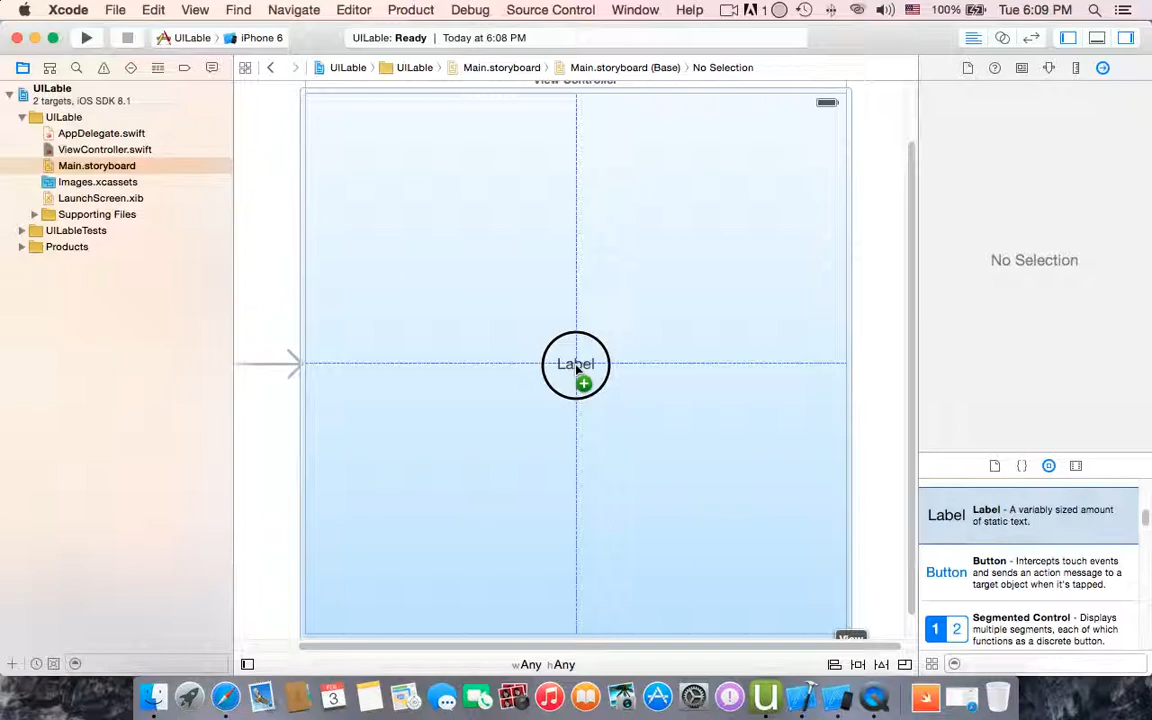 Xcode File Edit View Find Navigate Editor Product Debug Source Control Window Help 1 100% Tue 6:09 PM
UILable iPhone 6 UILable: Ready | Today at 6:08 PM
UILable UILable Main.storyboard Main.storyboard (Base) No Selection
UILable
2 targets, iOS SDK 8.1
UILable
AppDelegate.swift
ViewController.swift
Main.storyboard
Images.xcassets
LaunchScreen.xib
Supporting Files
UILableTests
Products
View Controller
Label
View
wAny hAny
No Selection
{ }
Label Label - A variably sized amount
of static text.
Button Button - Intercepts touch events
and sends an action message to a
target object when it's tapped.
1 2 Segmented Control - Displays
multiple segments, each of which
functions as a discrete button.
FEB
3
U